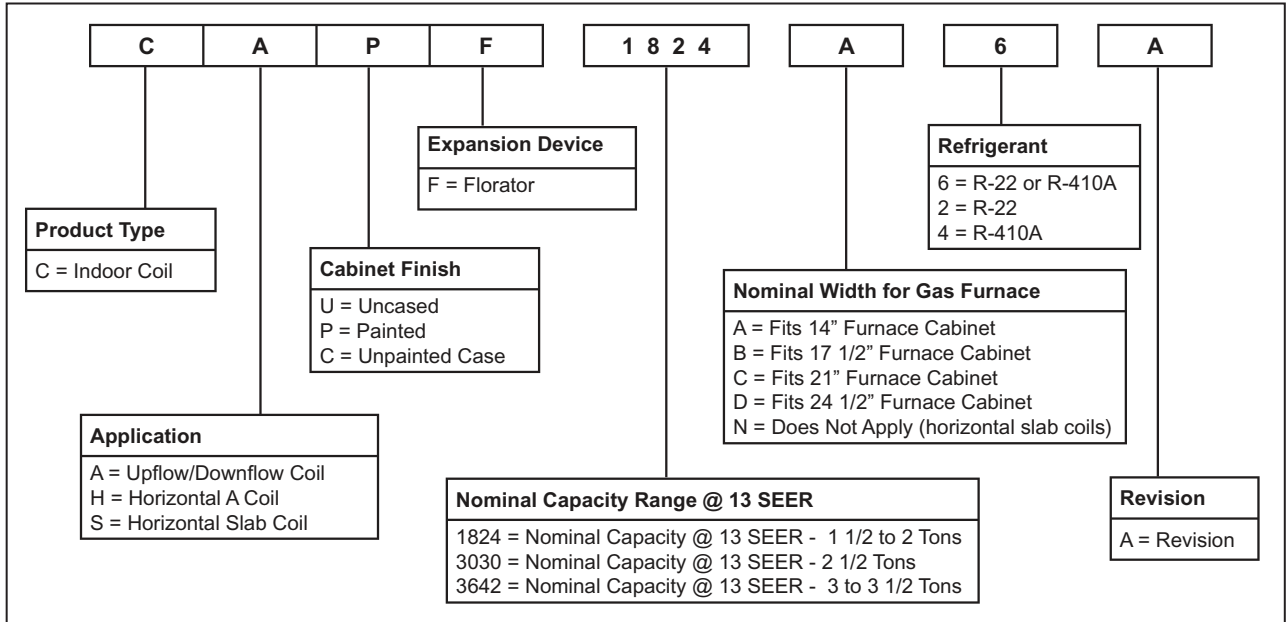 C A P F 1 8 2 4 A 6 A
Expansion Device
F = Florator
Refrigerant
6 = R-22 or R-410A
2 = R-22
4 = R-410A
Product Type
C = Indoor Coil
Cabinet Finish
U = Uncased
P = Painted
C = Unpainted Case
Nominal Width for Gas Furnace
A = Fits 14” Furnace Cabinet
B = Fits 17 1/2” Furnace Cabinet
C = Fits 21” Furnace Cabinet
D = Fits 24 1/2” Furnace Cabinet
N = Does Not Apply (horizontal slab coils)
Application
A = Upflow/Downflow Coil
H = Horizontal A Coil
S = Horizontal Slab Coil
Nominal Capacity Range @ 13 SEER
1824 = Nominal Capacity @ 13 SEER - 1 1/2 to 2 Tons
3030 = Nominal Capacity @ 13 SEER - 2 1/2 Tons
3642 = Nominal Capacity @ 13 SEER - 3 to 3 1/2 Tons
Revision
A = Revision